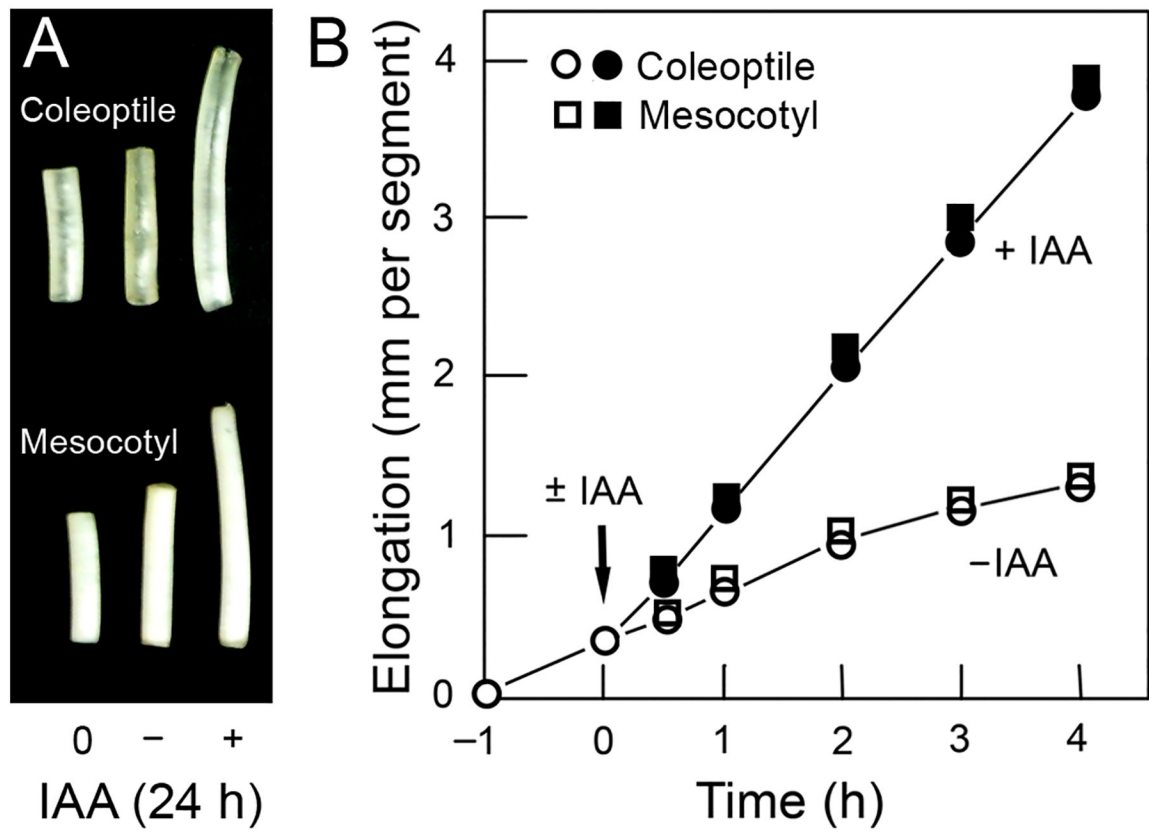 A
Coleoptile
Mesocotyl
0 − +
IAA (24 h)
B
Elongation (mm per segment)
4
3
2
1
0
Coleoptile
Mesocotyl
+ IAA
± IAA
−IAA
−1 0 1 2 3 4
Time (h)